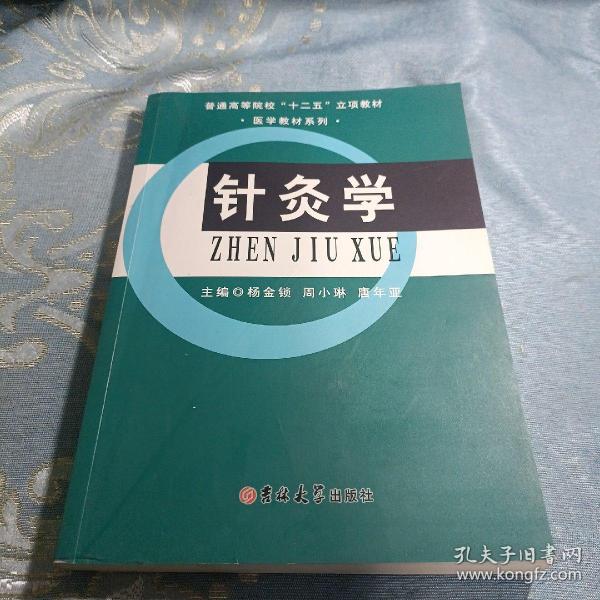 普通高等院校“十二五”立项教材
·医学教材系列·
针灸学
ZHEN JIU XUE
主编◎杨金锁 周小琳 唐年亚
吉林大学出版社
孔夫子旧书网
www.kongfz.com